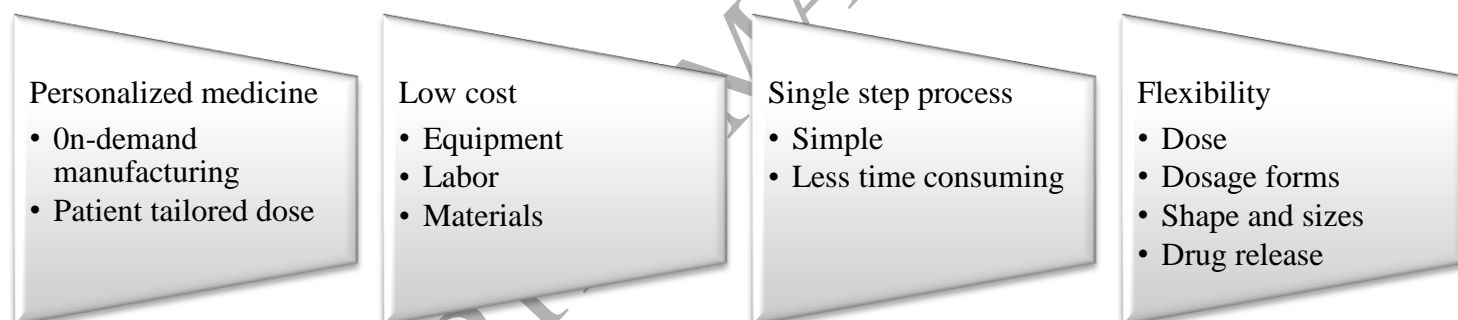 Personalized medicine
• 0n-demand
manufacturing
• Patient tailored dose
Low cost
• Equipment
• Labor
• Materials
Single step process
• Simple
• Less time consuming
Flexibility
• Dose
• Dosage forms
• Shape and sizes
• Drug release